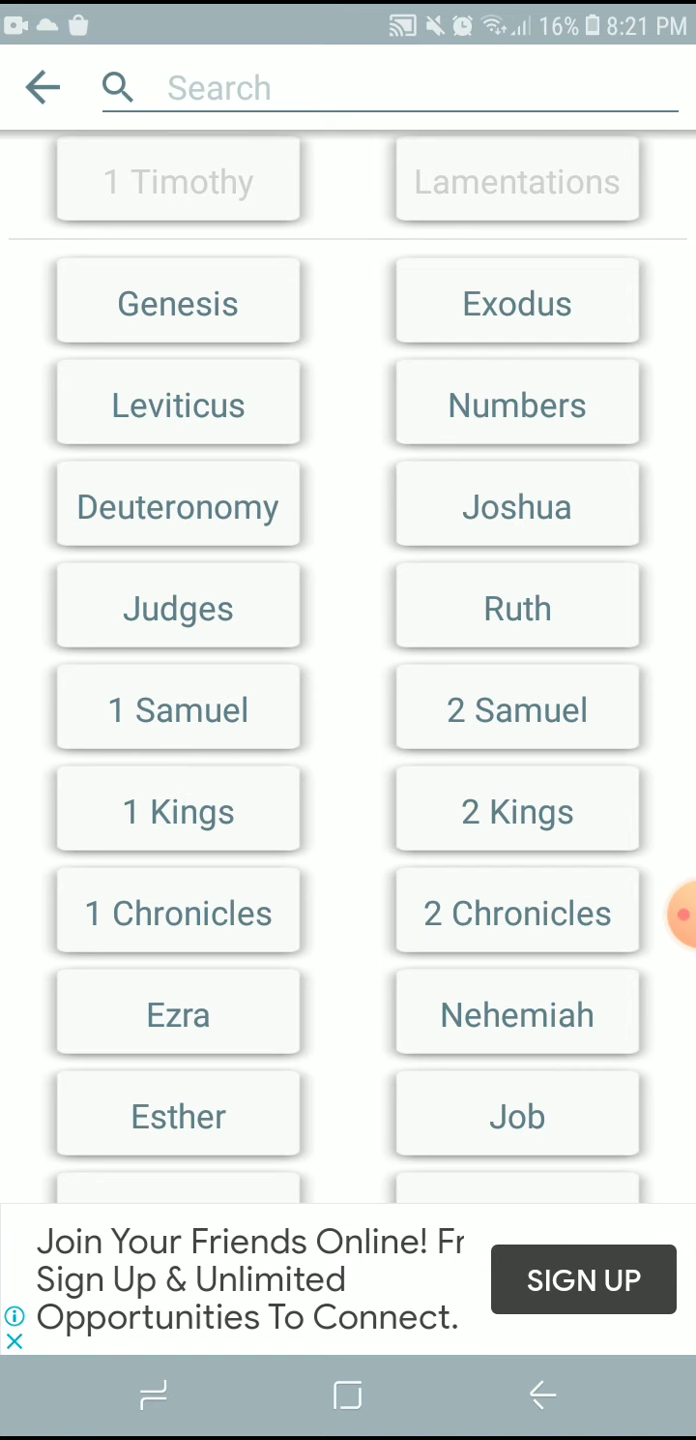 16% 8:21 PM
Search
1 Timothy Lamentations
Genesis Exodus
Leviticus Numbers
Deuteronomy Joshua
Judges Ruth
1 Samuel 2 Samuel
1 Kings 2 Kings
1 Chronicles 2 Chronicles
Ezra Nehemiah
Esther Job
Join Your Friends Online! Fr
Sign Up & Unlimited
Opportunities To Connect.
SIGN UP